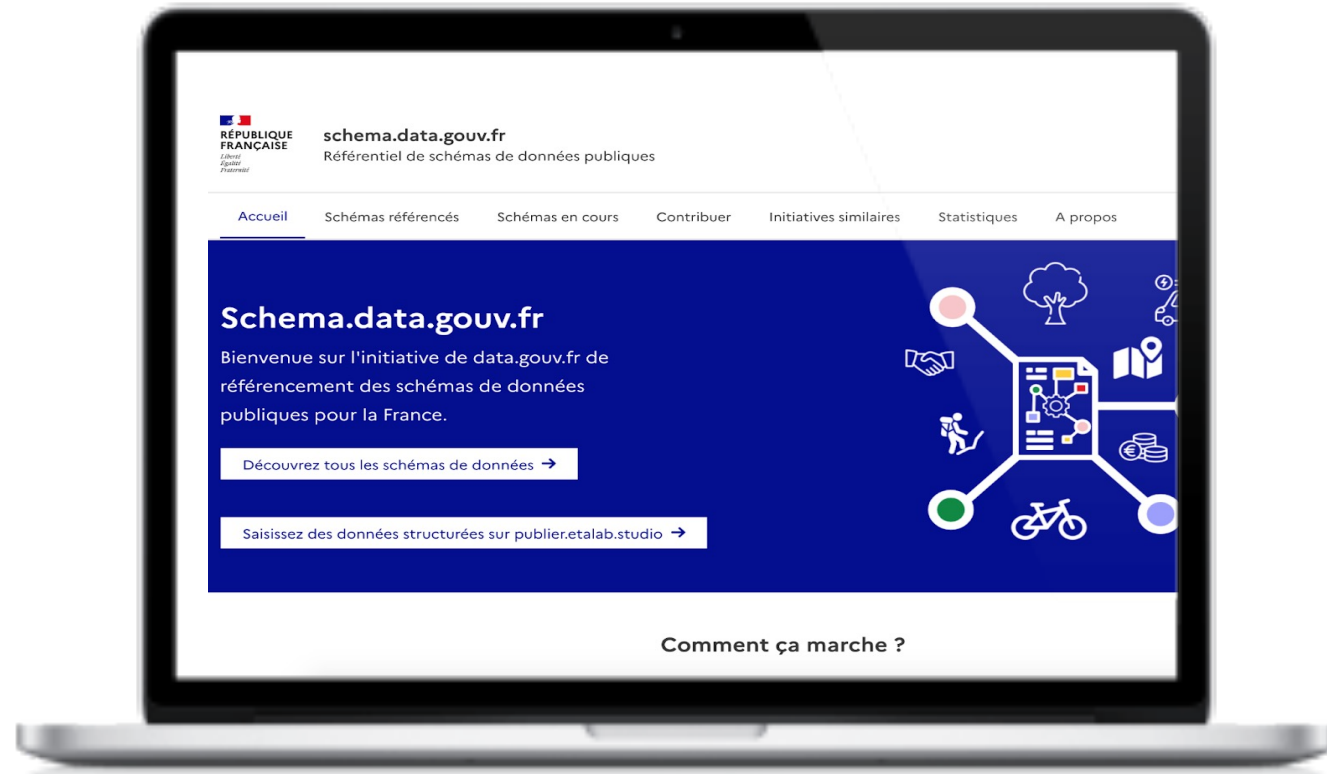 RÉPUBLIQUE
FRANÇAISE
Liberté
Égalité
Fraternité
schema.data.gouv.fr
Référentiel de schémas de données publiques
Accueil Schémas référencés Schémas en cours Contribuer Initiatives similaires Statistiques A propos
Schema.data.gouv.fr
Bienvenue sur l'initiative de data.gouv.fr de
référencement des schémas de données
publiques pour la France.
Découvrez tous les schémas de données →
Saisissez des données structurées sur publier.etalab.studio →
Comment ça marche ?